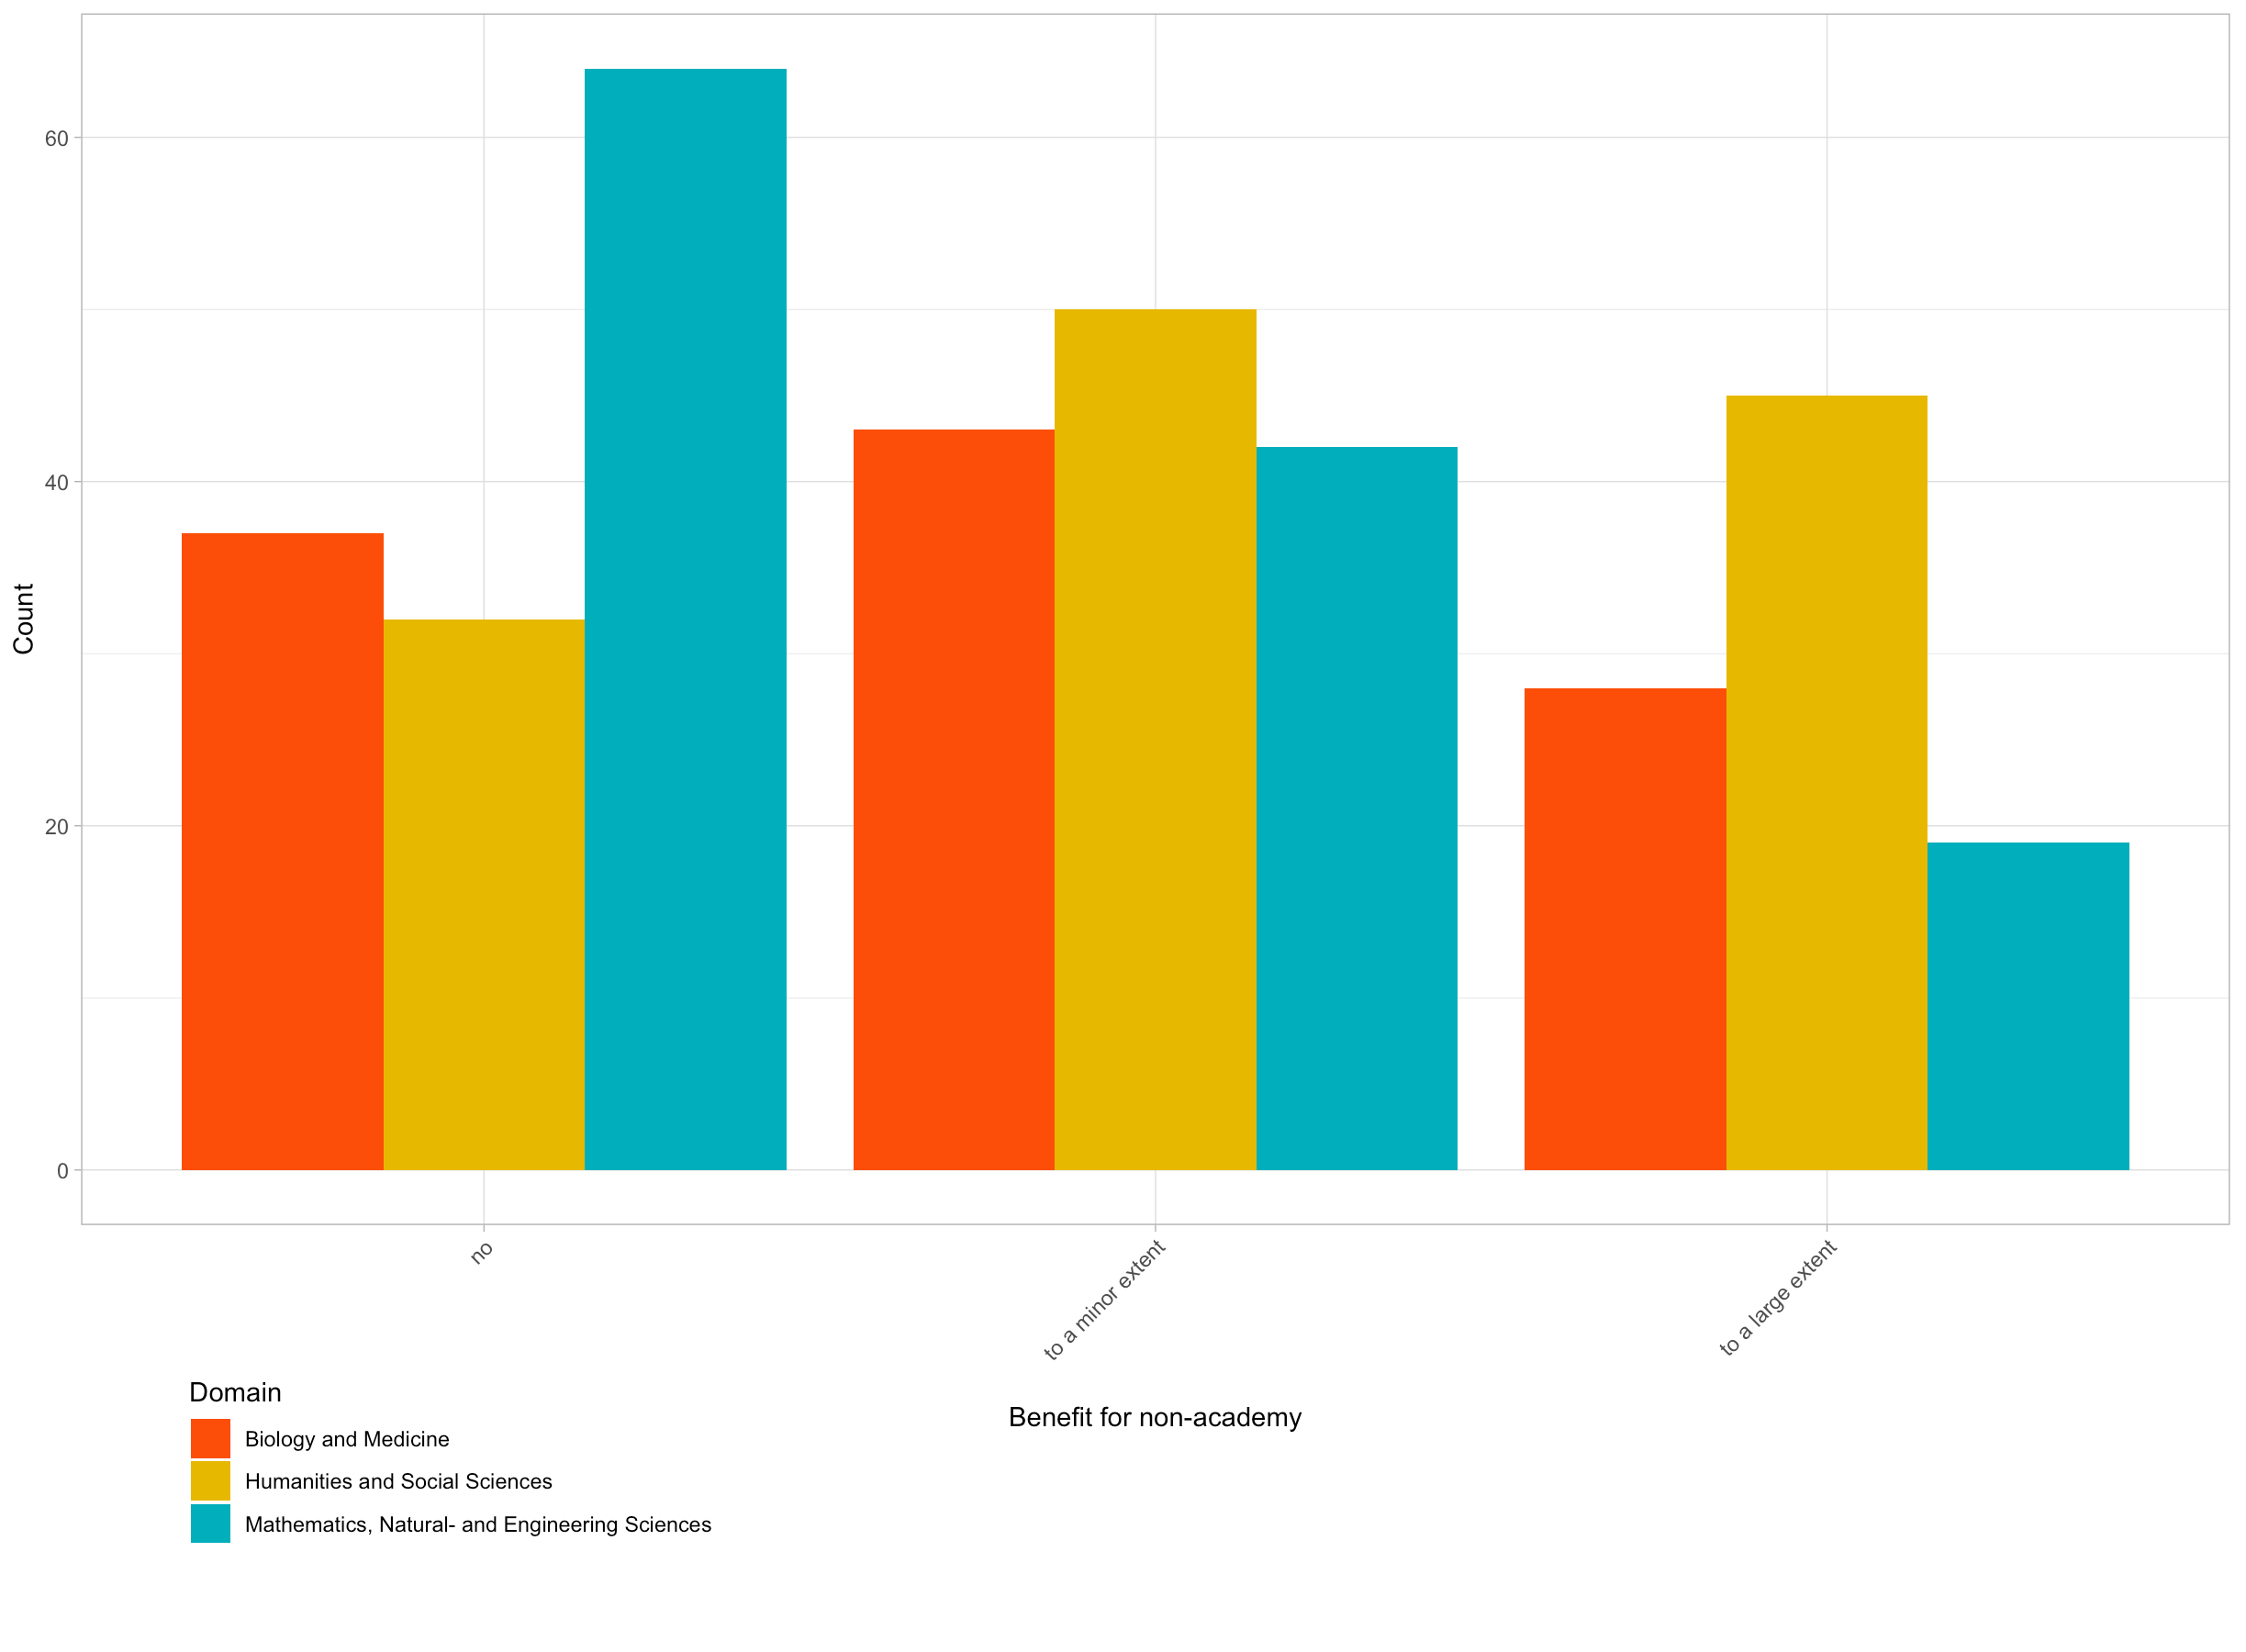 60
40
20
0
Count
no
to a minor extent
to a large extent
Benefit for non-academy
Domain
Biology and Medicine
Humanities and Social Sciences
Mathematics, Natural- and Engineering Sciences